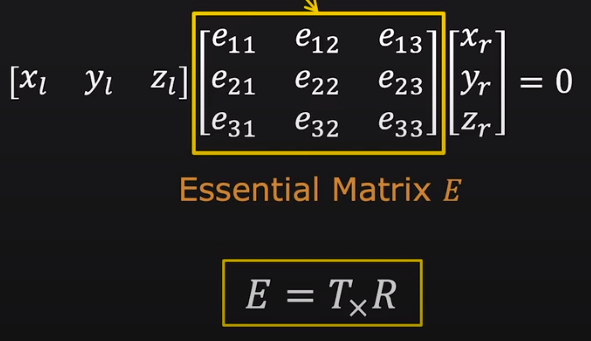 [x_l y_l z_l] [e_11 e_12 e_13; e_21 e_22 e_23; e_31 e_32 e_33] [x_r; y_r; z_r] = 0
Essential Matrix E
E = T_× R